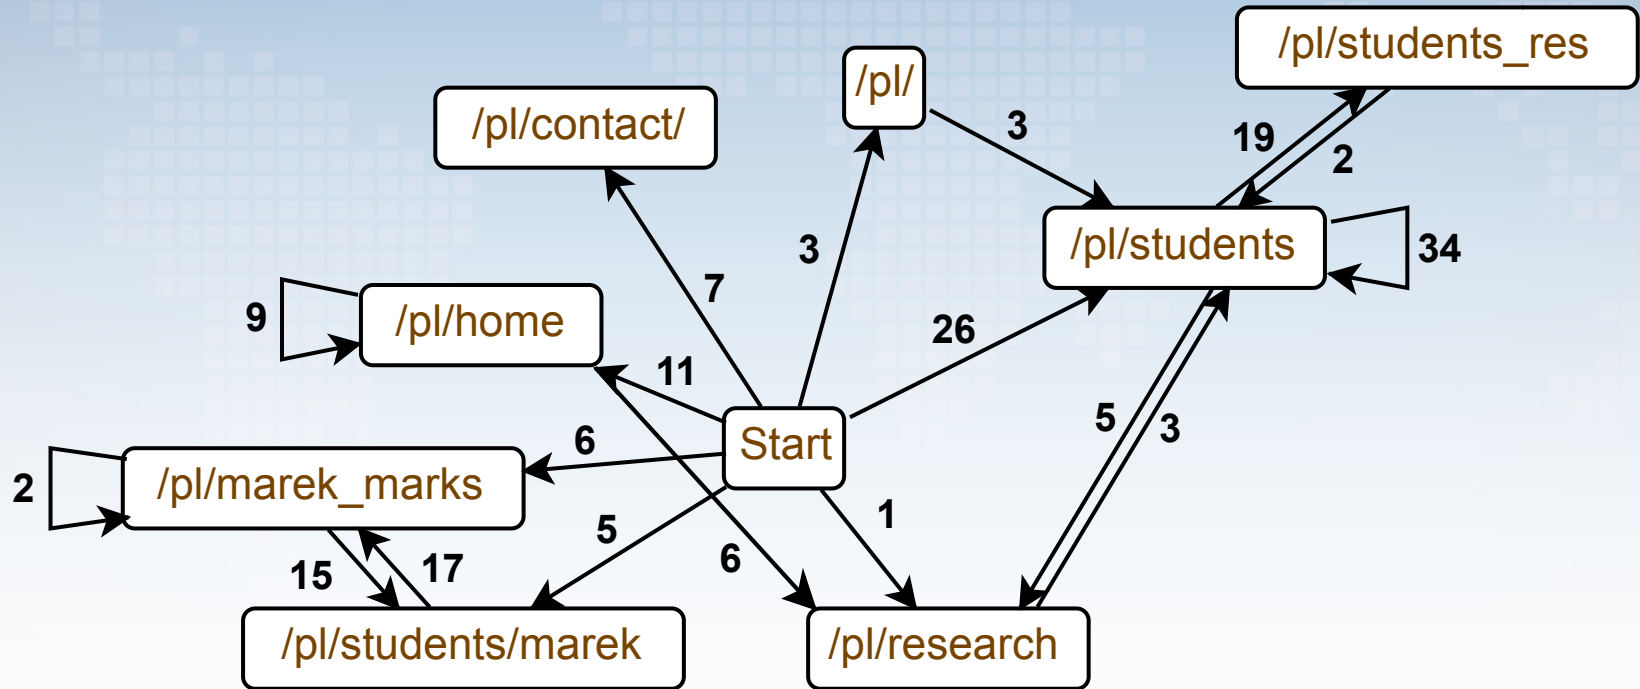 /pl/students_res
/pl/
/pl/contact/
3
19
2
/pl/students
34
3
7
26
9
/pl/home
11
5
3
6
Start
2
/pl/marek_marks
1
5
6
15
17
/pl/students/marek
/pl/research